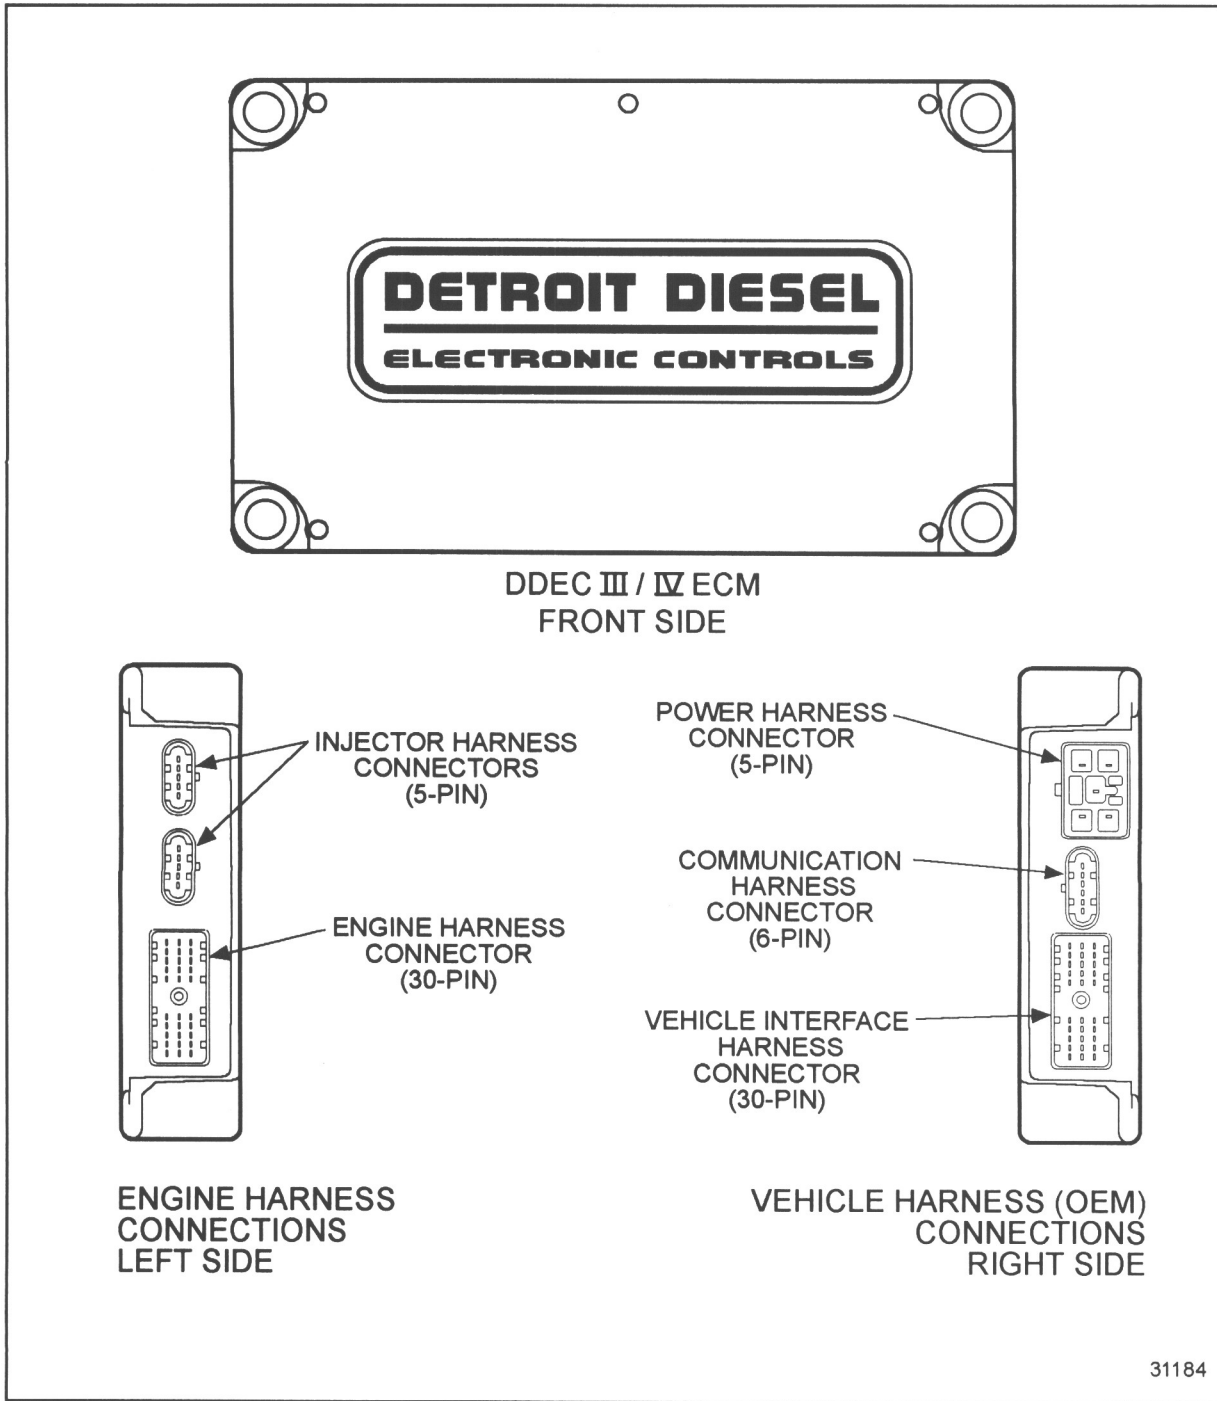 DETROIT DIESEL
ELECTRONIC CONTROLS
DDEC III / IV ECM
FRONT SIDE
INJECTOR HARNESS
CONNECTORS
(5-PIN)
ENGINE HARNESS
CONNECTOR
(30-PIN)
POWER HARNESS
CONNECTOR
(5-PIN)
COMMUNICATION
HARNESS
CONNECTOR
(6-PIN)
VEHICLE INTERFACE
HARNESS
CONNECTOR
(30-PIN)
ENGINE HARNESS
CONNECTIONS
LEFT SIDE
VEHICLE HARNESS (OEM)
CONNECTIONS
RIGHT SIDE
31184